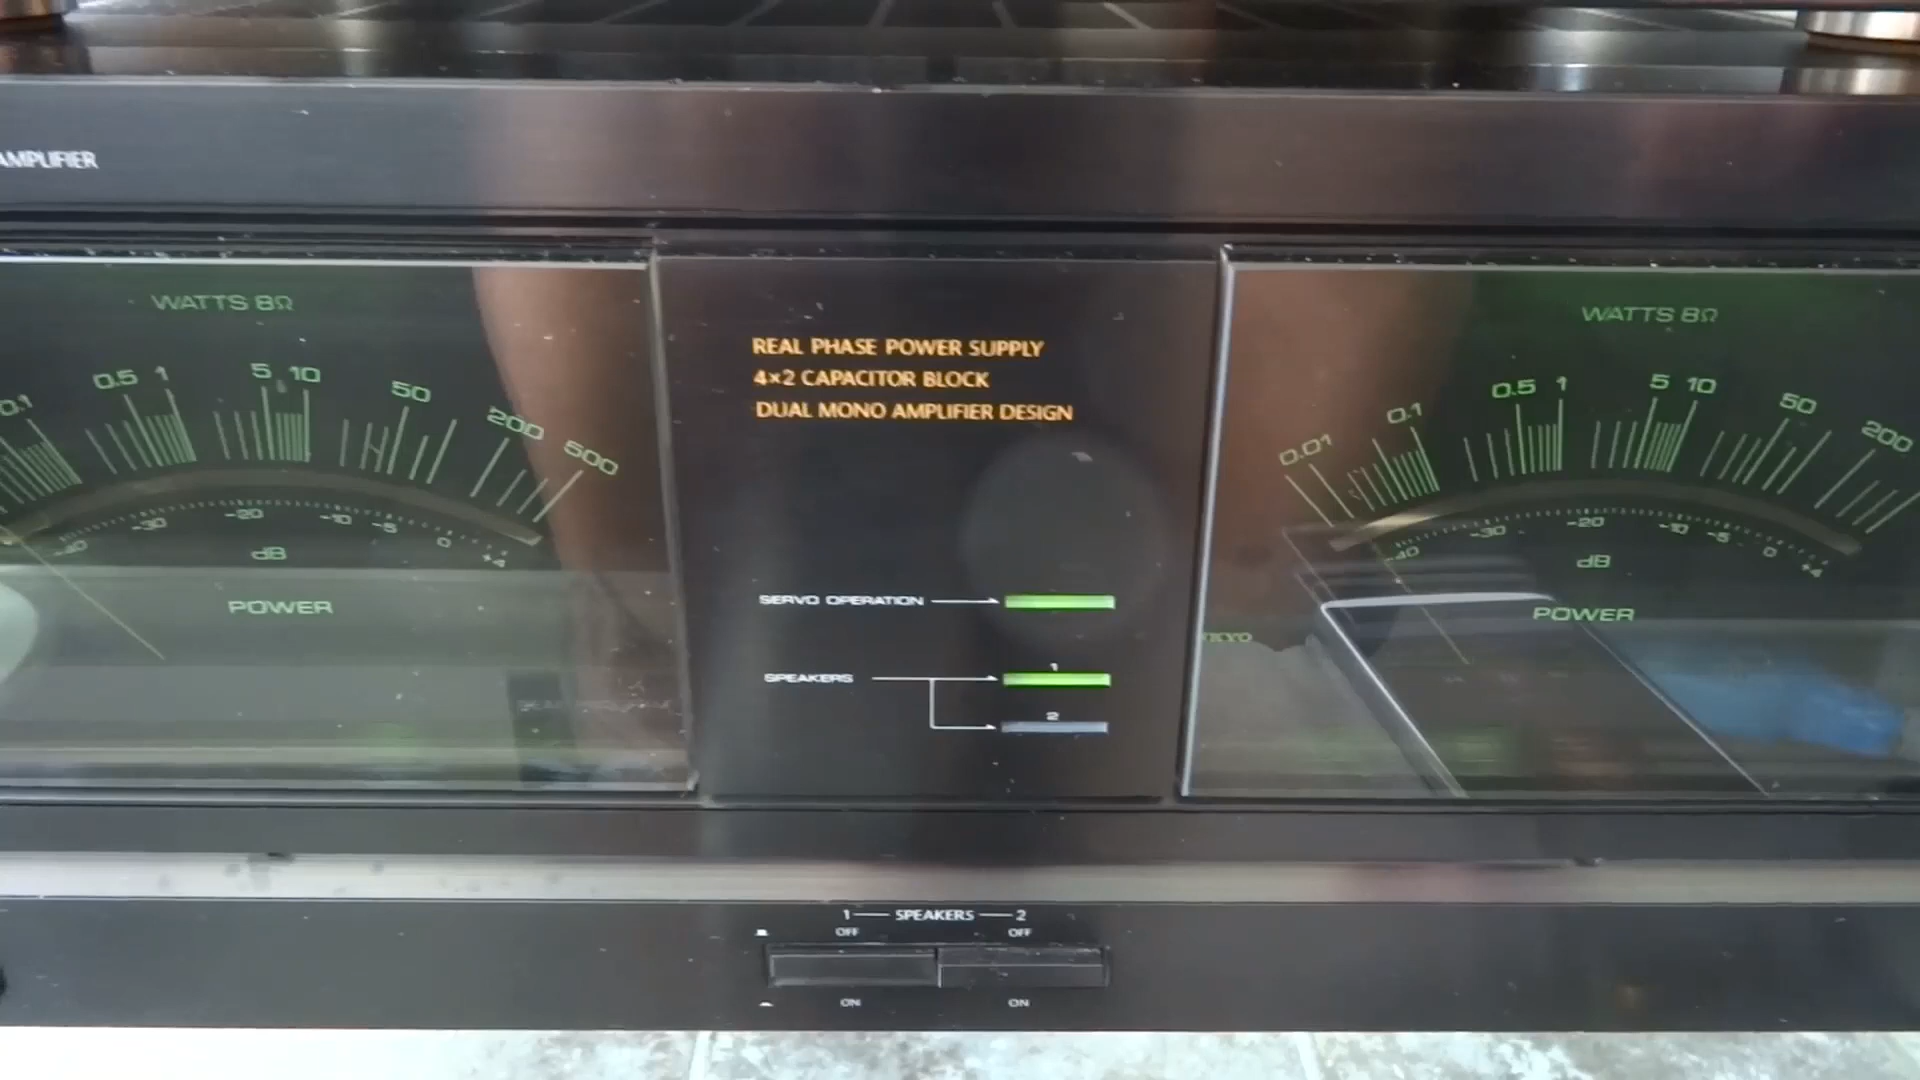 AMPLIFIER
WATTS 8Ω
0.1 0.5 1 5 10 50 200 500
-40 -30 -20 -10 -5 0 +4
dB
POWER
REAL PHASE POWER SUPPLY
4×2 CAPACITOR BLOCK
DUAL MONO AMPLIFIER DESIGN
SERVO OPERATION
SPEAKERS
1
2
WATTS 8Ω
0.01 0.1 0.5 1 5 10 50 200
-40 -30 -20 -10 -5 0 +4
dB
POWER
1 SPEAKERS 2
OFF OFF
ON ON